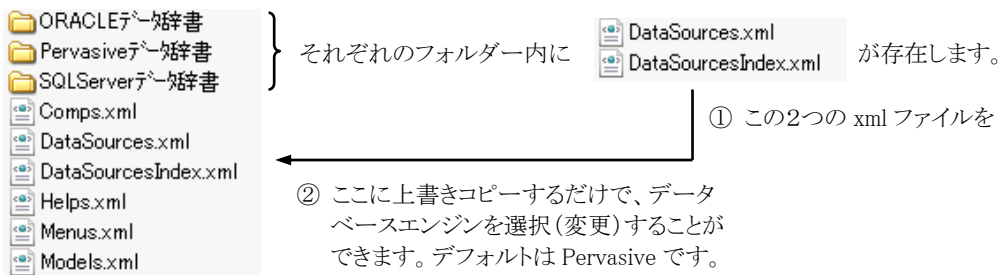 ORACLEﾃﾞｰﾀ辞書
Pervasiveﾃﾞｰﾀ辞書
SQLServerﾃﾞｰﾀ辞書
Comps.xml
DataSources.xml
DataSourcesIndex.xml
Helps.xml
Menus.xml
Models.xml
それぞれのフォルダー内に
DataSources.xml
DataSourcesIndex.xml
が存在します。
① この2つの xml ファイルを
② ここに上書きコピーするだけで、データ
ベースエンジンを選択(変更)することが
できます。デフォルトは Pervasive です。